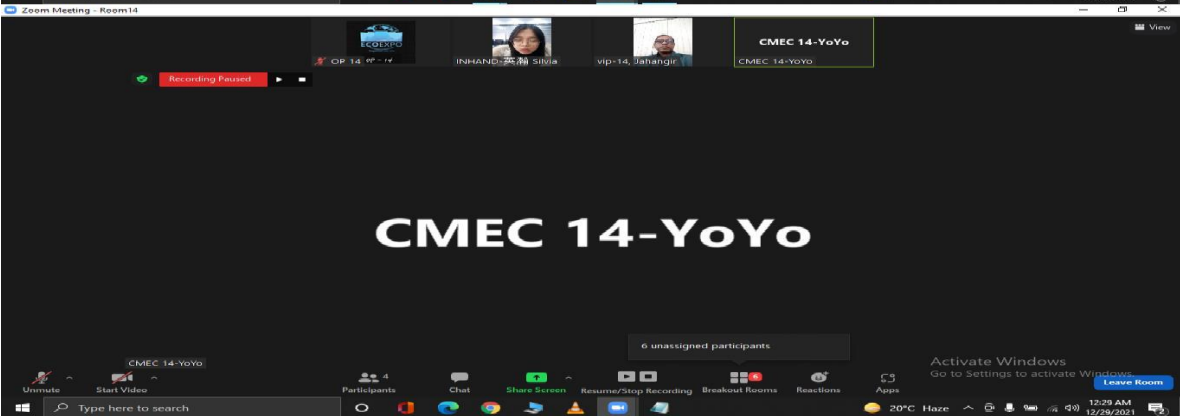 Zoom Meeting - Room14
View
ECOEXPO
OP 14
INHAND-英瀚 Silvia
vip-14, Jahangir
CMEC 14-YoYo
CMEC 14-YoYo
Recording Paused
CMEC 14-YoYo
6 unassigned participants
CMEC 14-YoYo
Activate Windows
Go to Settings to activate Windows.
Unmute
Start Video
4
Participants
Chat
Share Screen
Resume/Stop Recording
6
Breakout Rooms
Reactions
Apps
Leave Room
Type here to search
20°C Haze
12:29 AM
12/29/2021
2